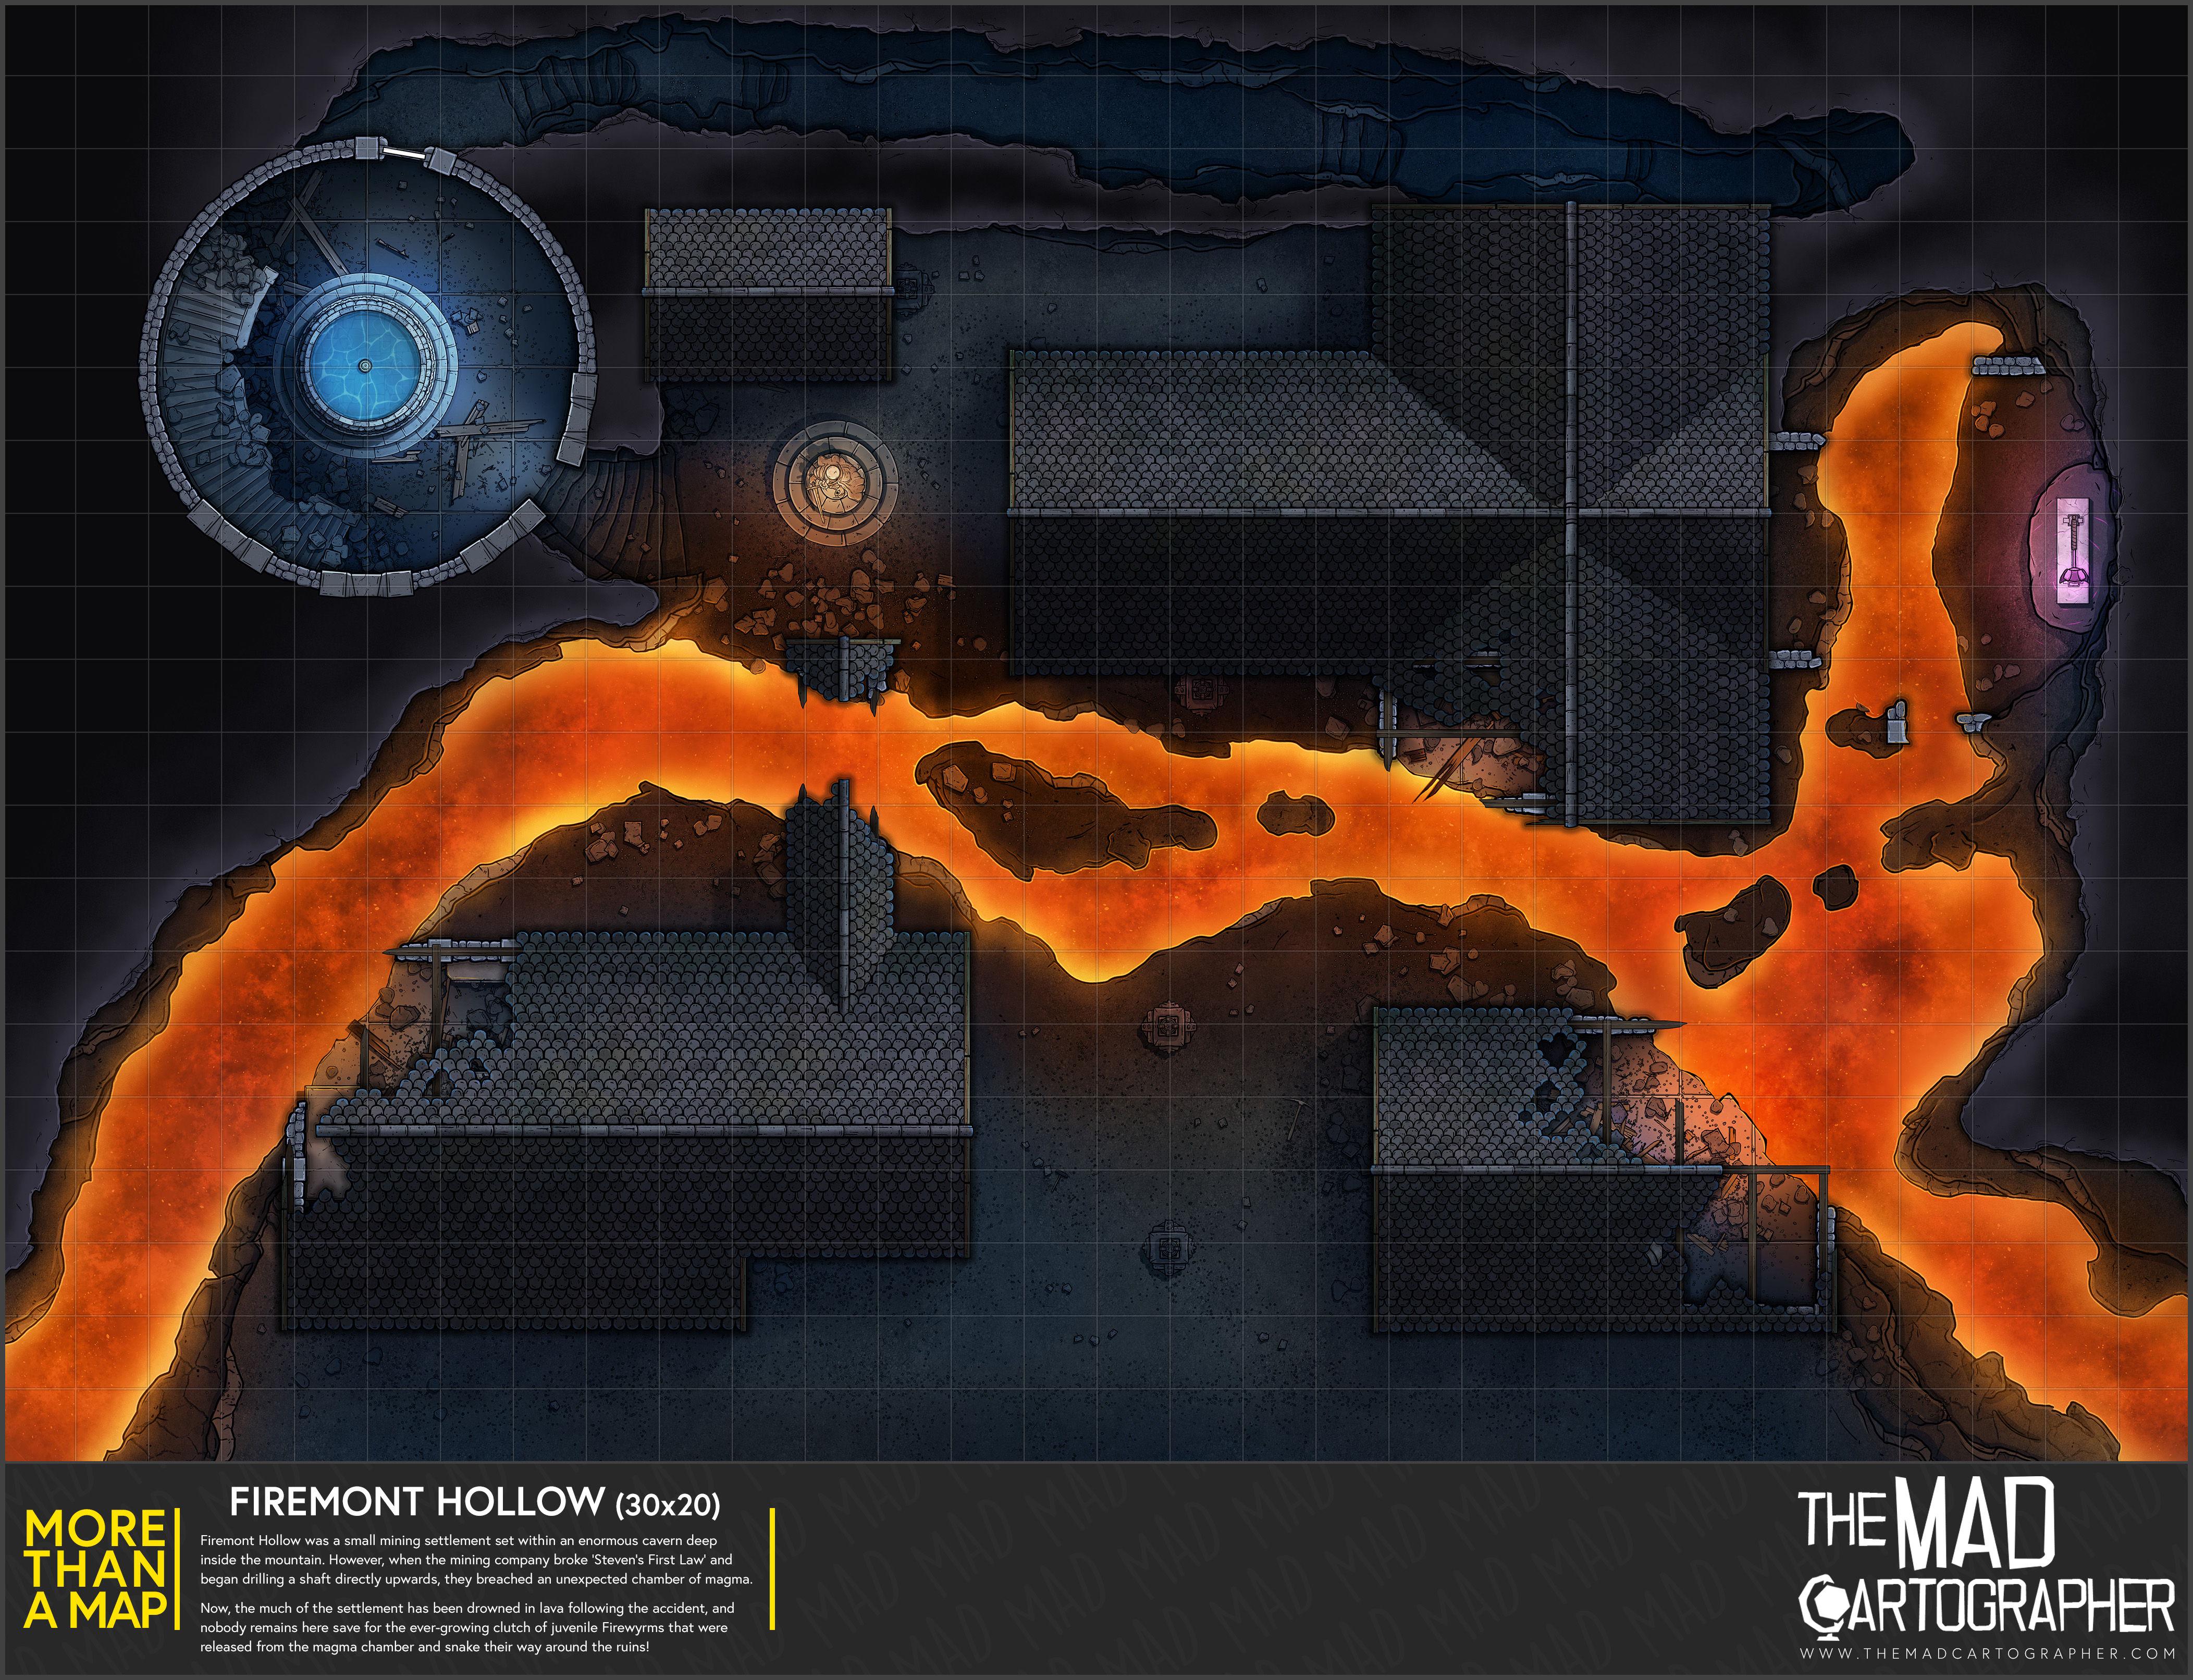 MORE
THAN
A MAP
FIREMONT HOLLOW (30x20)
Firemont Hollow was a small mining settlement set within an enormous cavern deep
inside the mountain. However, when the mining company broke 'Steven's First Law' and
began drilling a shaft directly upwards, they breached an unexpected chamber of magma.
Now, the much of the settlement has been drowned in lava following the accident, and
nobody remains here save for the ever-growing clutch of juvenile Firewyrms that were
released from the magma chamber and snake their way around the ruins!
THE MAD
CARTOGRAPHER
WWW.THEMADCARTOGRAPHER.COM